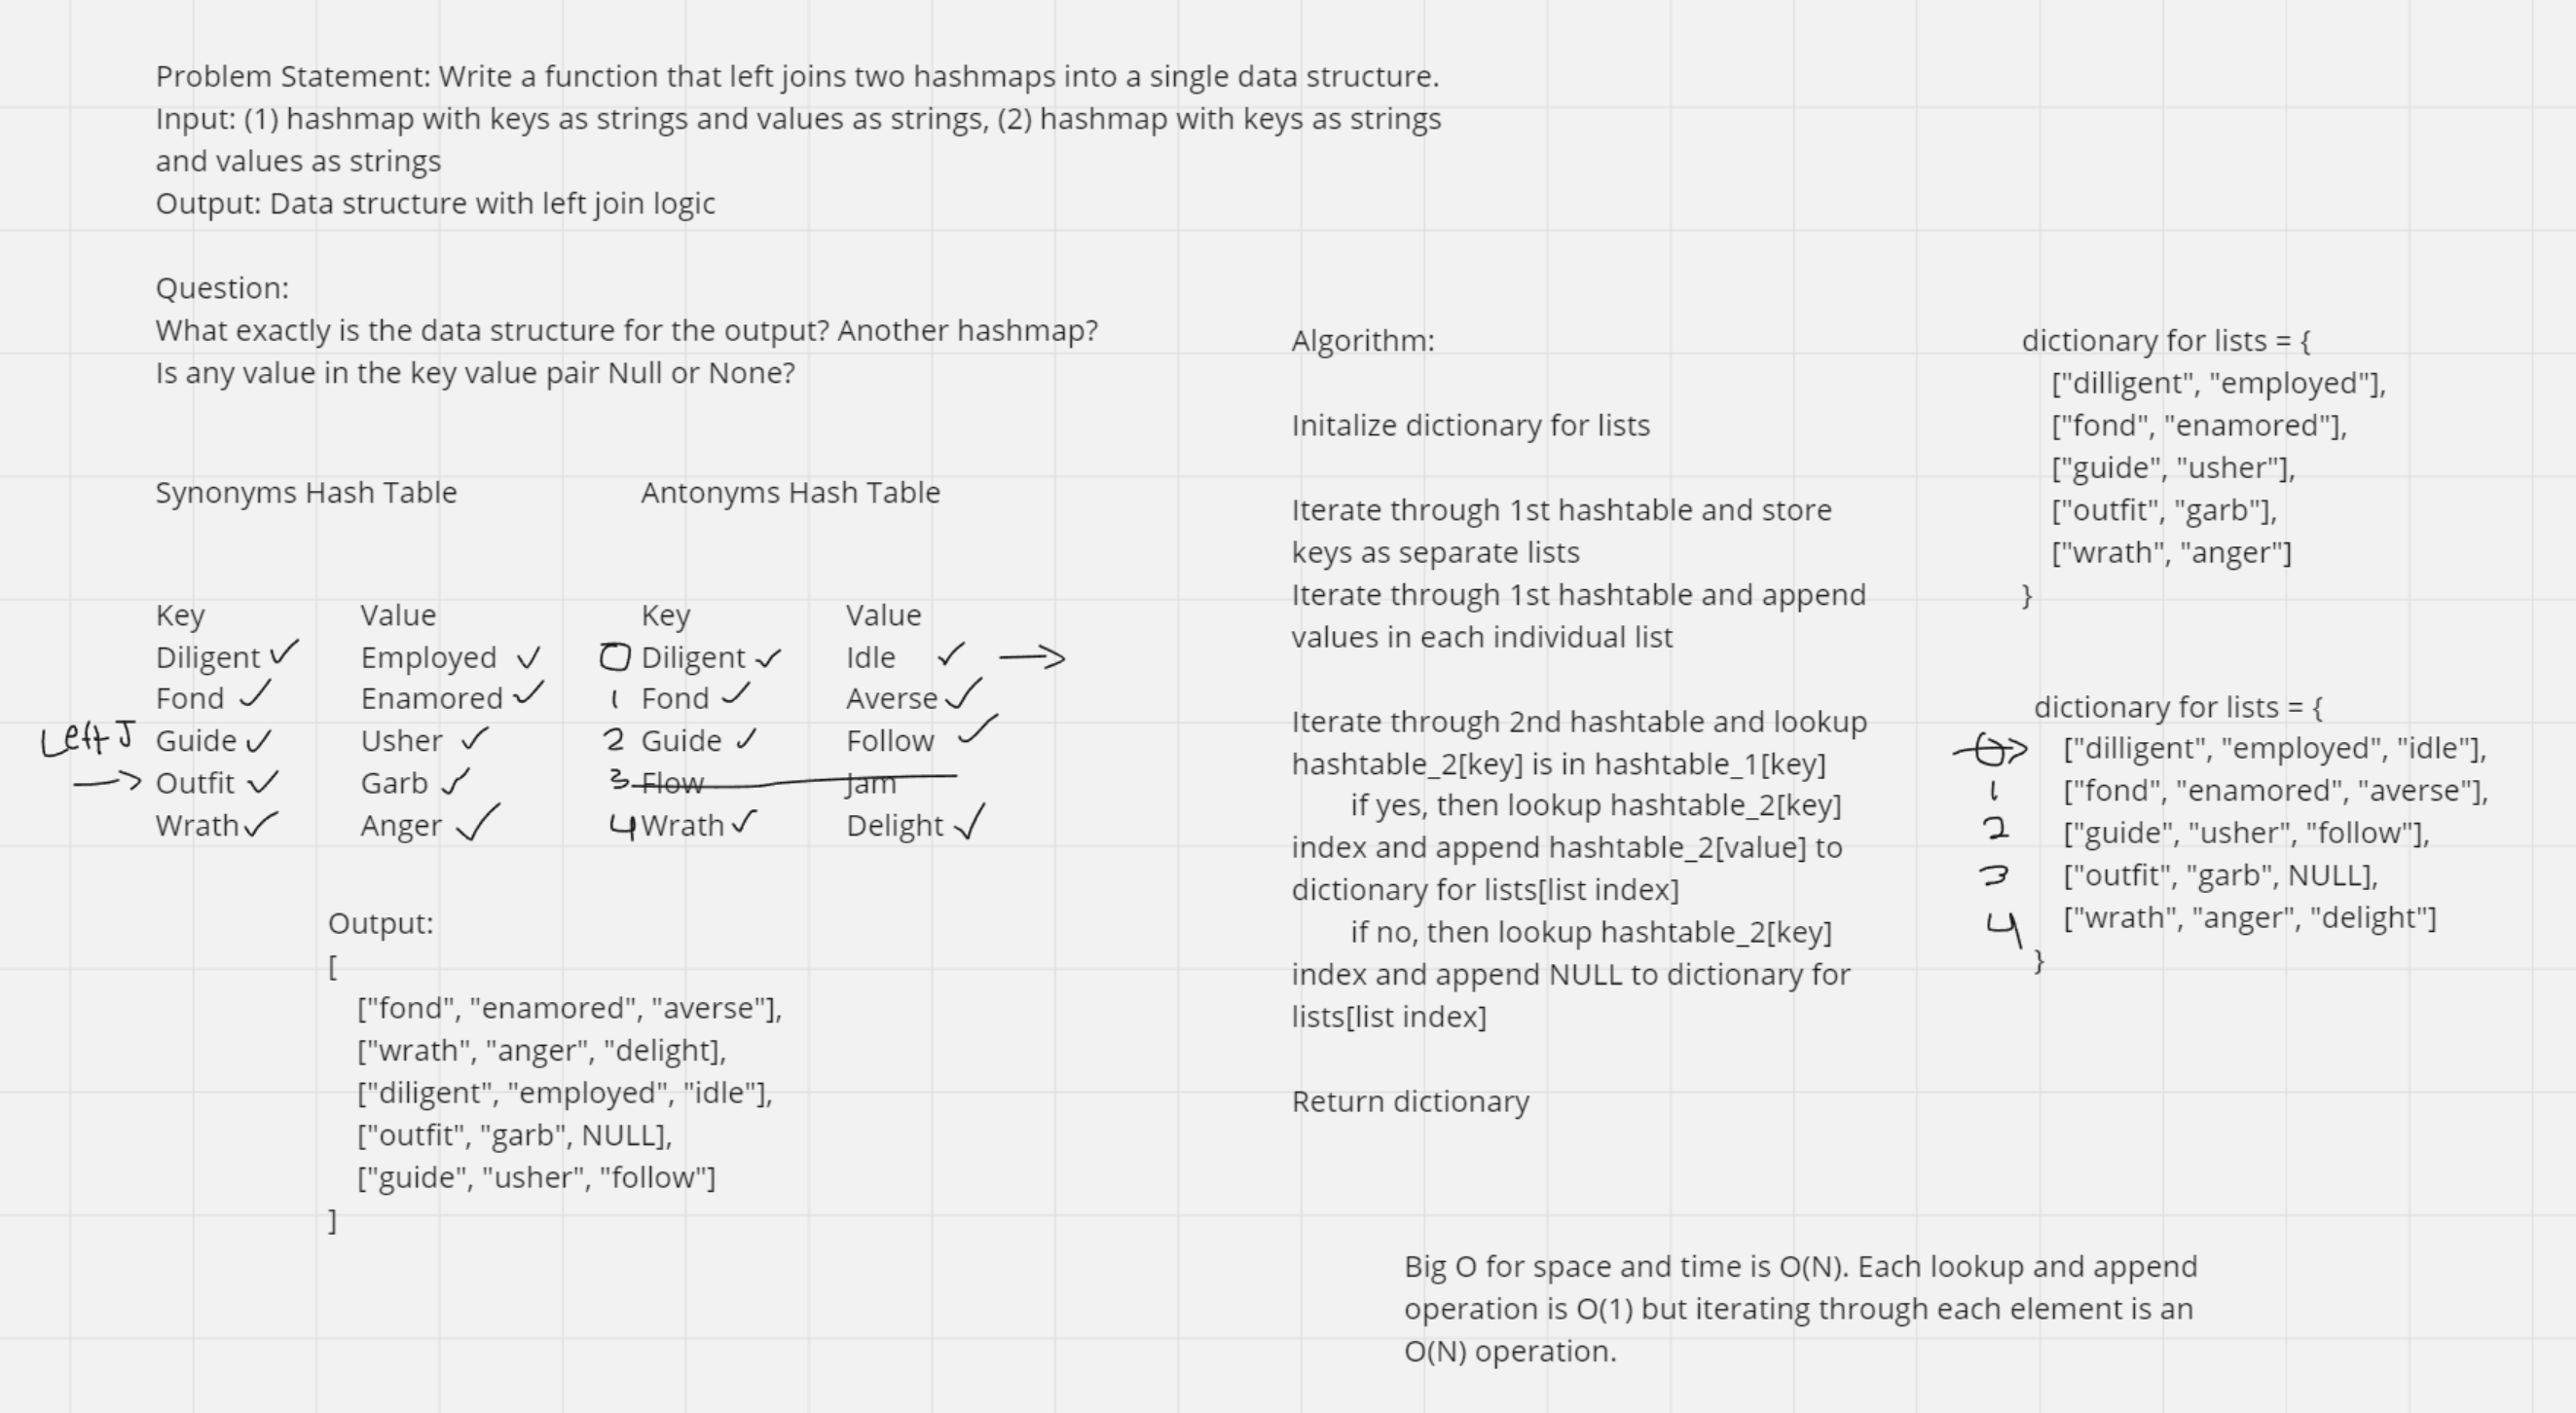 Problem Statement: Write a function that left joins two hashmaps into a single data structure.
Input: (1) hashmap with keys as strings and values as strings, (2) hashmap with keys as strings
and values as strings
Output: Data structure with left join logic
Question:
What exactly is the data structure for the output? Another hashmap?
Is any value in the key value pair Null or None?
Synonyms Hash Table Antonyms Hash Table
Key Value Key Value
Diligent Employed 0 Diligent Idle
Fond Enamored 1 Fond Averse
Left J Guide Usher 2 Guide Follow
Outfit Garb 3 Flow Jam
Wrath Anger 4 Wrath Delight
Output:
[
["fond", "enamored", "averse"],
["wrath", "anger", "delight],
["diligent", "employed", "idle"],
["outfit", "garb", NULL],
["guide", "usher", "follow"]
]
Algorithm:
Initalize dictionary for lists
Iterate through 1st hashtable and store
keys as separate lists
Iterate through 1st hashtable and append
values in each individual list
Iterate through 2nd hashtable and lookup
hashtable_2[key] is in hashtable_1[key]
if yes, then lookup hashtable_2[key]
index and append hashtable_2[value] to
dictionary for lists[list index]
if no, then lookup hashtable_2[key]
index and append NULL to dictionary for
lists[list index]
Return dictionary
dictionary for lists = {
["dilligent", "employed"],
["fond", "enamored"],
["guide", "usher"],
["outfit", "garb"],
["wrath", "anger"]
}
dictionary for lists = {
0 ["dilligent", "employed", "idle"],
1 ["fond", "enamored", "averse"],
2 ["guide", "usher", "follow"],
3 ["outfit", "garb", NULL],
4 ["wrath", "anger", "delight"]
}
Big O for space and time is O(N). Each lookup and append
operation is O(1) but iterating through each element is an
O(N) operation.